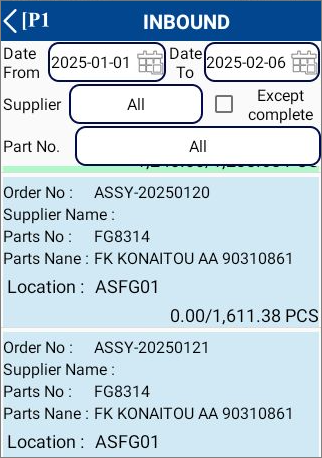 [P1 INBOUND
Date From 2025-01-01 Date To 2025-02-06
Supplier All Except complete
Part No. All
Order No : ASSY-20250120
Supplier Name :
Parts No : FG8314
Parts Nane : FK KONAITOU AA 90310861
Location : ASFG01
0.00/1,611.38 PCS
Order No : ASSY-20250121
Supplier Name :
Parts No : FG8314
Parts Nane : FK KONAITOU AA 90310861
Location : ASFG01